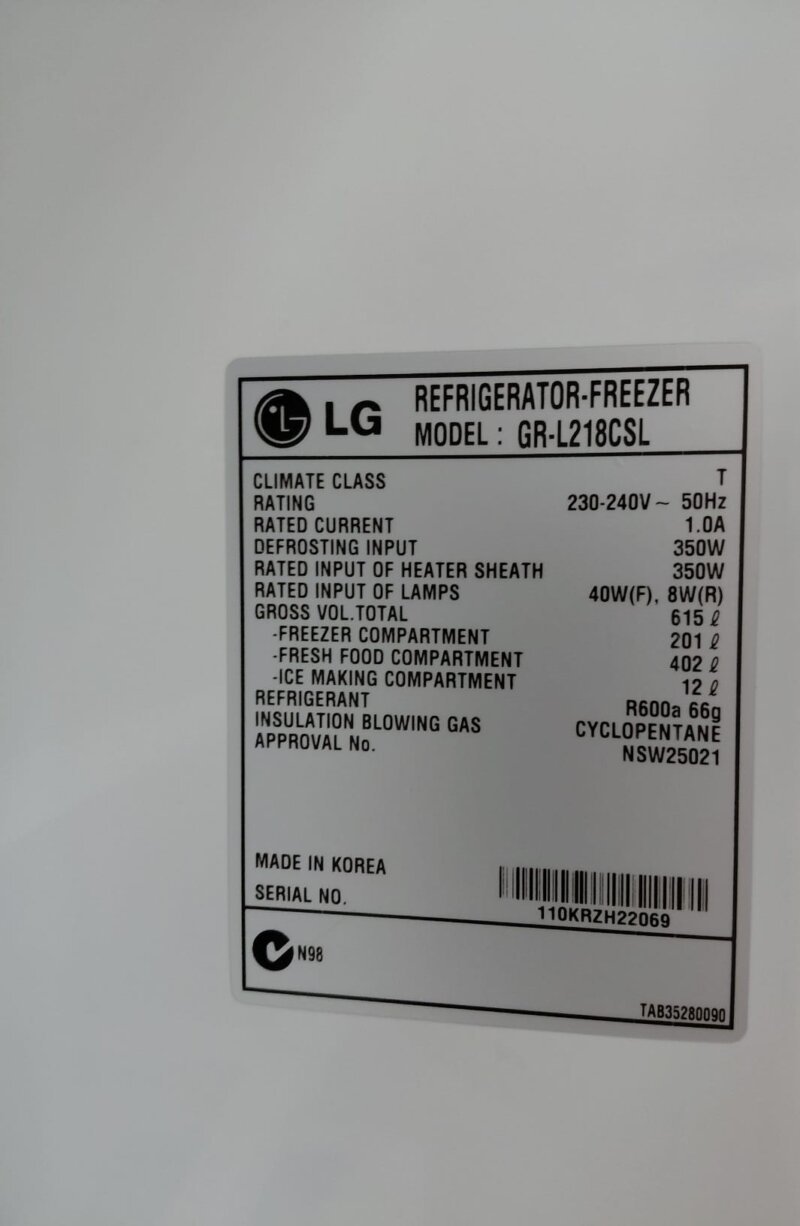 LG REFRIGERATOR-FREEZER
MODEL : GR-L218CSL
CLIMATE CLASS T
RATING 230-240V ~ 50Hz
RATED CURRENT 1.0A
DEFROSTING INPUT 350W
RATED INPUT OF HEATER SHEATH 350W
RATED INPUT OF LAMPS 40W(F), 8W(R)
GROSS VOL.TOTAL 615 ℓ
-FREEZER COMPARTMENT 201 ℓ
-FRESH FOOD COMPARTMENT 402 ℓ
-ICE MAKING COMPARTMENT 12 ℓ
REFRIGERANT R600a 66g
INSULATION BLOWING GAS CYCLOPENTANE
APPROVAL No. NSW25021
MADE IN KOREA
SERIAL NO. 110KRZH22069
N98
TAB35280090